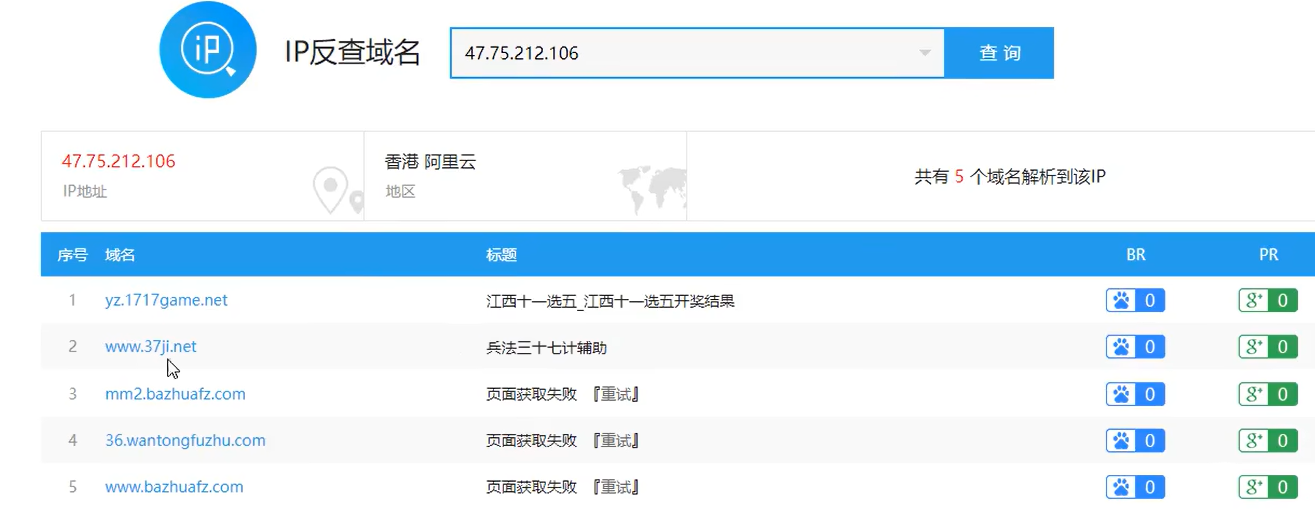 iP IP反查域名 47.75.212.106 查 询
47.75.212.106 香港 阿里云 共有 5 个域名解析到该IP
IP地址 地区
序号 域名 标题 BR PR
1 yz.1717game.net 江西十一选五_江西十一选五开奖结果 0 g+ 0
2 www.37ji.net 兵法三十七计辅助 0 g+ 0
3 mm2.bazhuafz.com 页面获取失败 『重试』 0 g+ 0
4 36.wantongfuzhu.com 页面获取失败 『重试』 0 g+ 0
5 www.bazhuafz.com 页面获取失败 『重试』 0 g+ 0